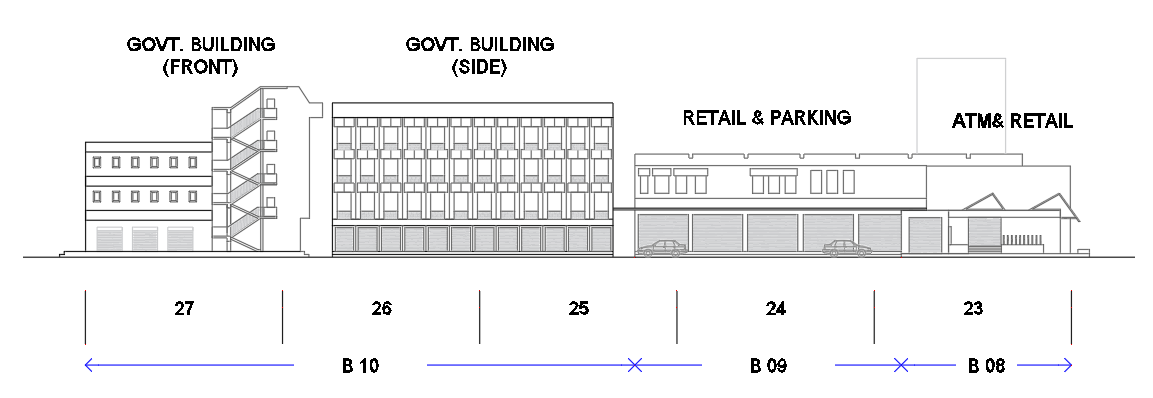 GOVT. BUILDING
(FRONT)
GOVT. BUILDING
(SIDE)
RETAIL & PARKING
ATM& RETAIL
27
26
25
24
23
B 10
B 09
B 08